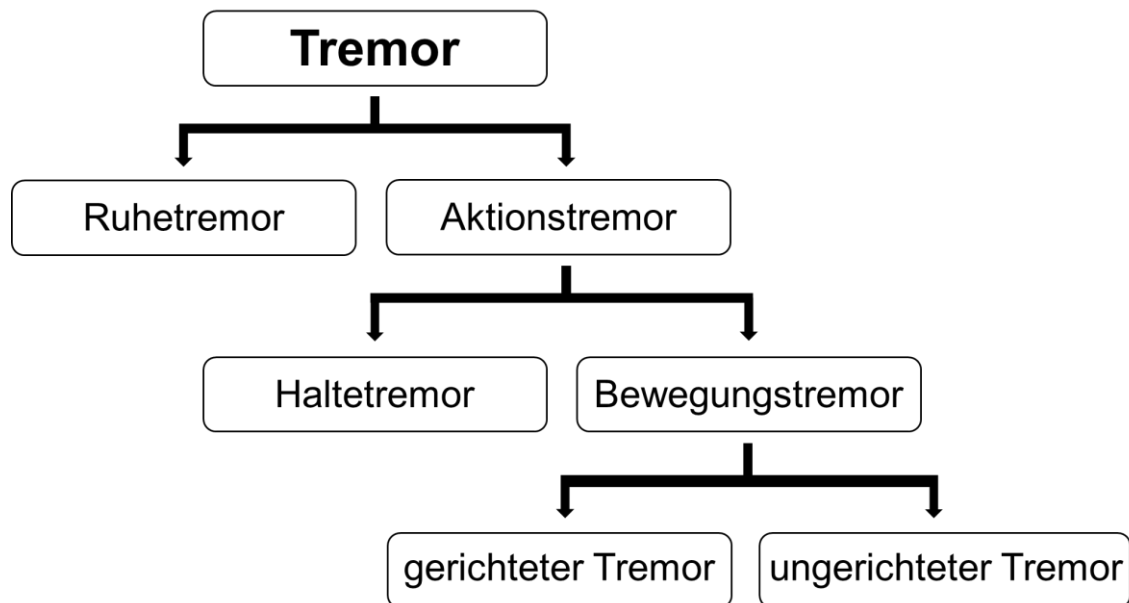 Tremor
Ruhetremor
Aktionstremor
Haltetremor
Bewegungstremor
gerichteter Tremor
ungerichteter Tremor